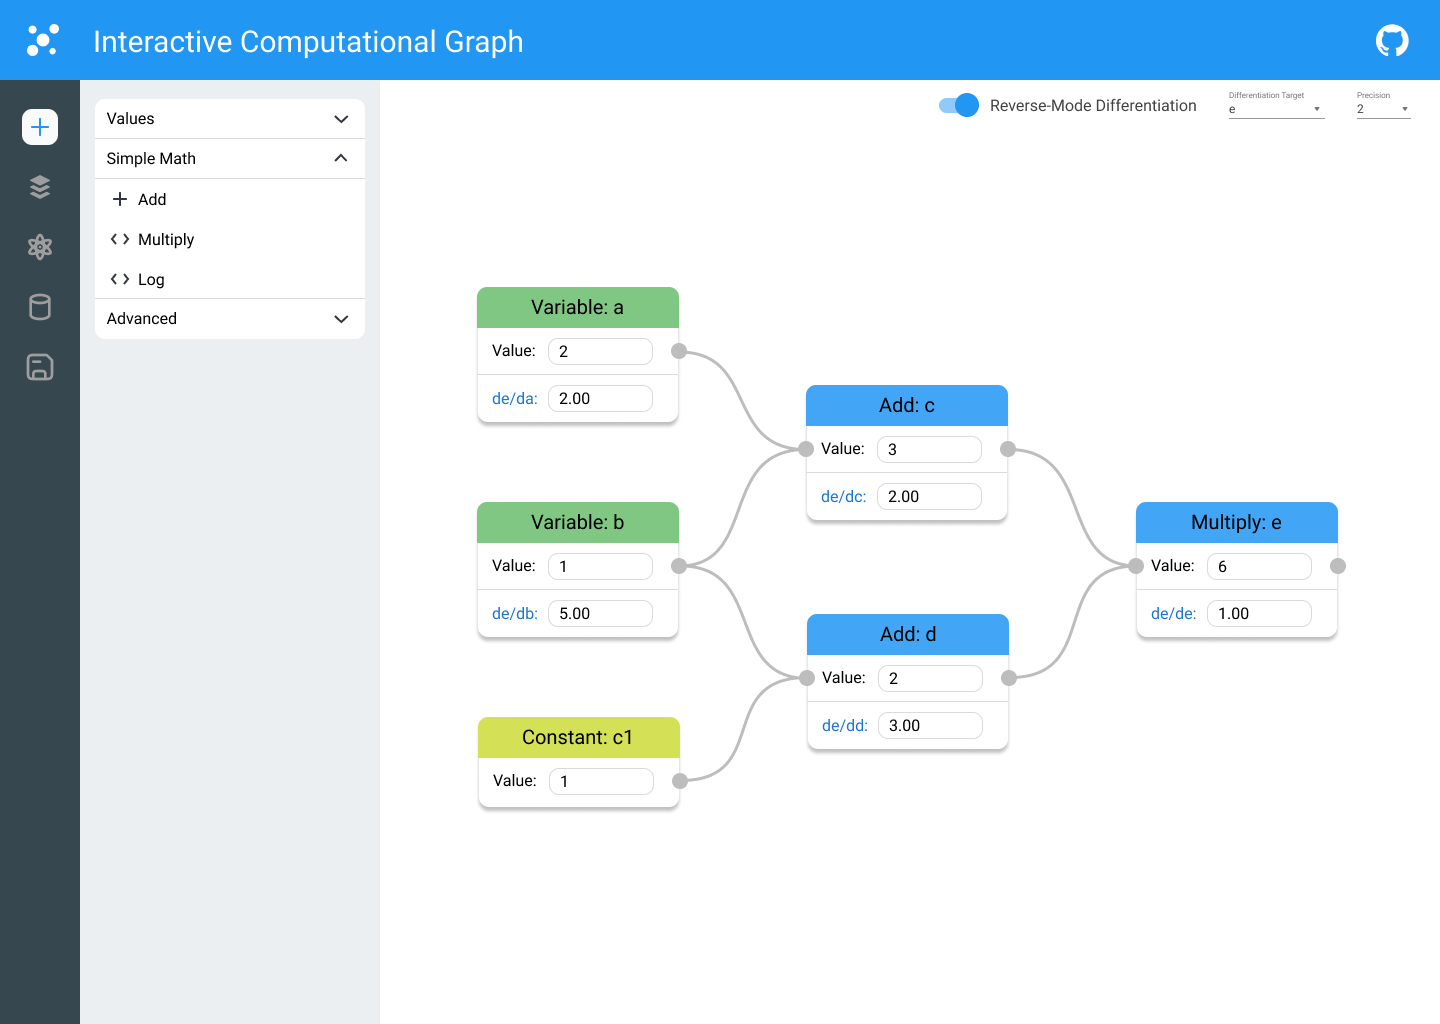 Interactive Computational Graph
Values
Simple Math
Add
Multiply
Log
Advanced
Reverse-Mode Differentiation
Differentiation Target
e
Precision
2
Variable: a
Value: 2
de/da: 2.00
Variable: b
Value: 1
de/db: 5.00
Constant: c1
Value: 1
Add: c
Value: 3
de/dc: 2.00
Add: d
Value: 2
de/dd: 3.00
Multiply: e
Value: 6
de/de: 1.00